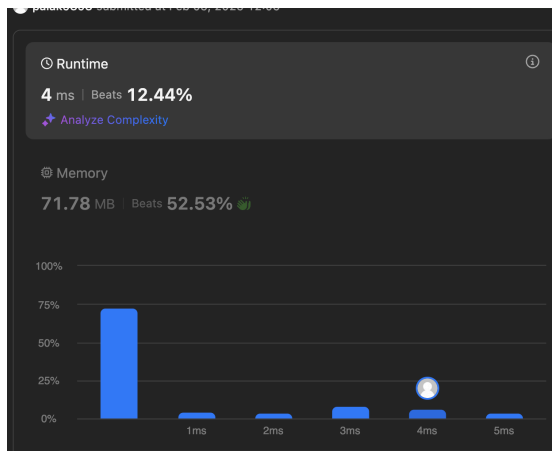 Runtime
4 ms | Beats 12.44%
Analyze Complexity
Memory
71.78 MB | Beats 52.53%
100%
75%
50%
25%
0%
1ms 2ms 3ms 4ms 5ms